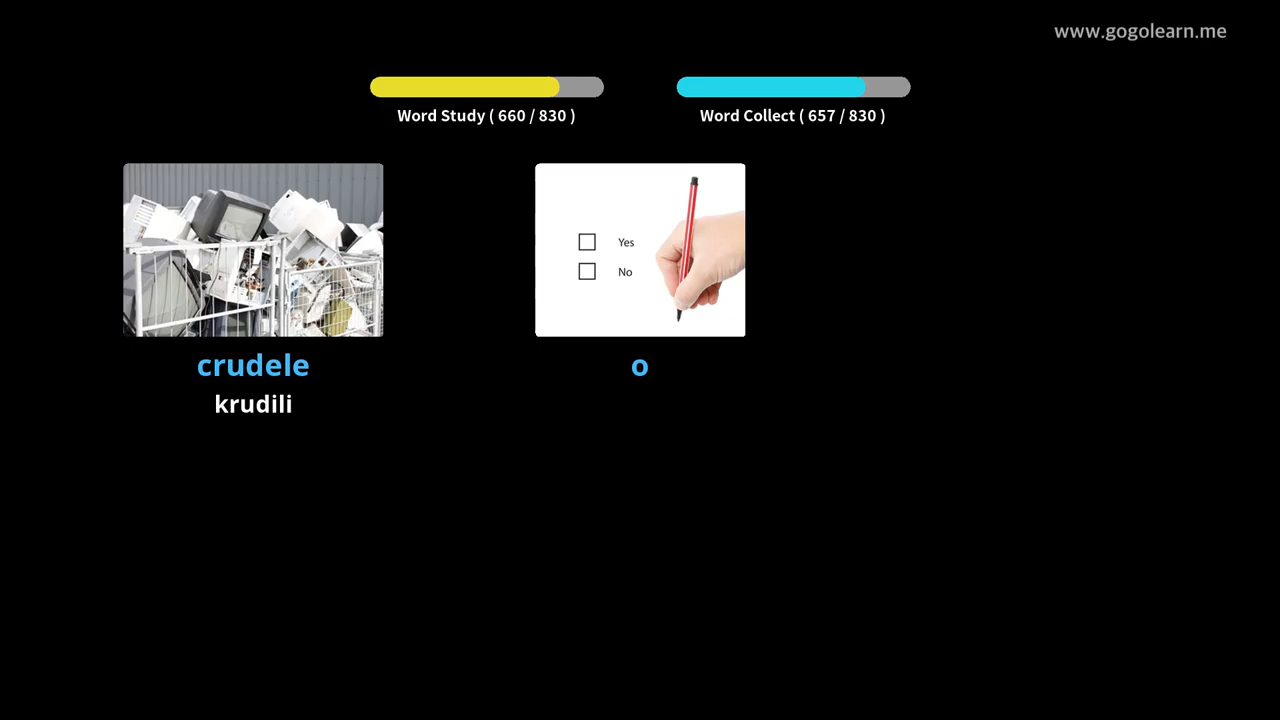 www.gogolearn.me
Word Study ( 660 / 830 )
Word Collect ( 657 / 830 )
Yes
No
crudele
krudili
o